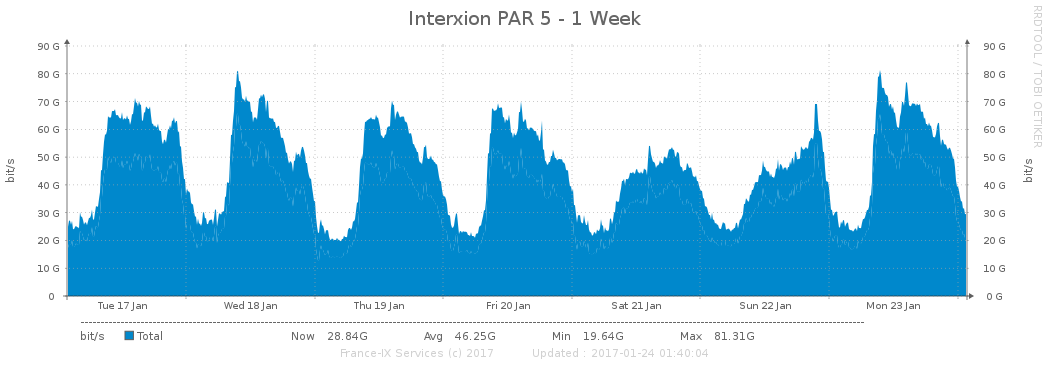 Interxion PAR 5 - 1 Week
RRDTOOL / TOBI OETIKER
bit/s
90 G 90 G
80 G 80 G
70 G 70 G
60 G 60 G
50 G 50 G
40 G 40 G
30 G 30 G
20 G 20 G
10 G 10 G
0 0 G
bit/s
Tue 17 Jan Wed 18 Jan Thu 19 Jan Fri 20 Jan Sat 21 Jan Sun 22 Jan Mon 23 Jan
bit/s Total Now 28.84G Avg 46.25G Min 19.64G Max 81.31G
France-IX Services (c) 2017 Updated : 2017-01-24 01:40:04